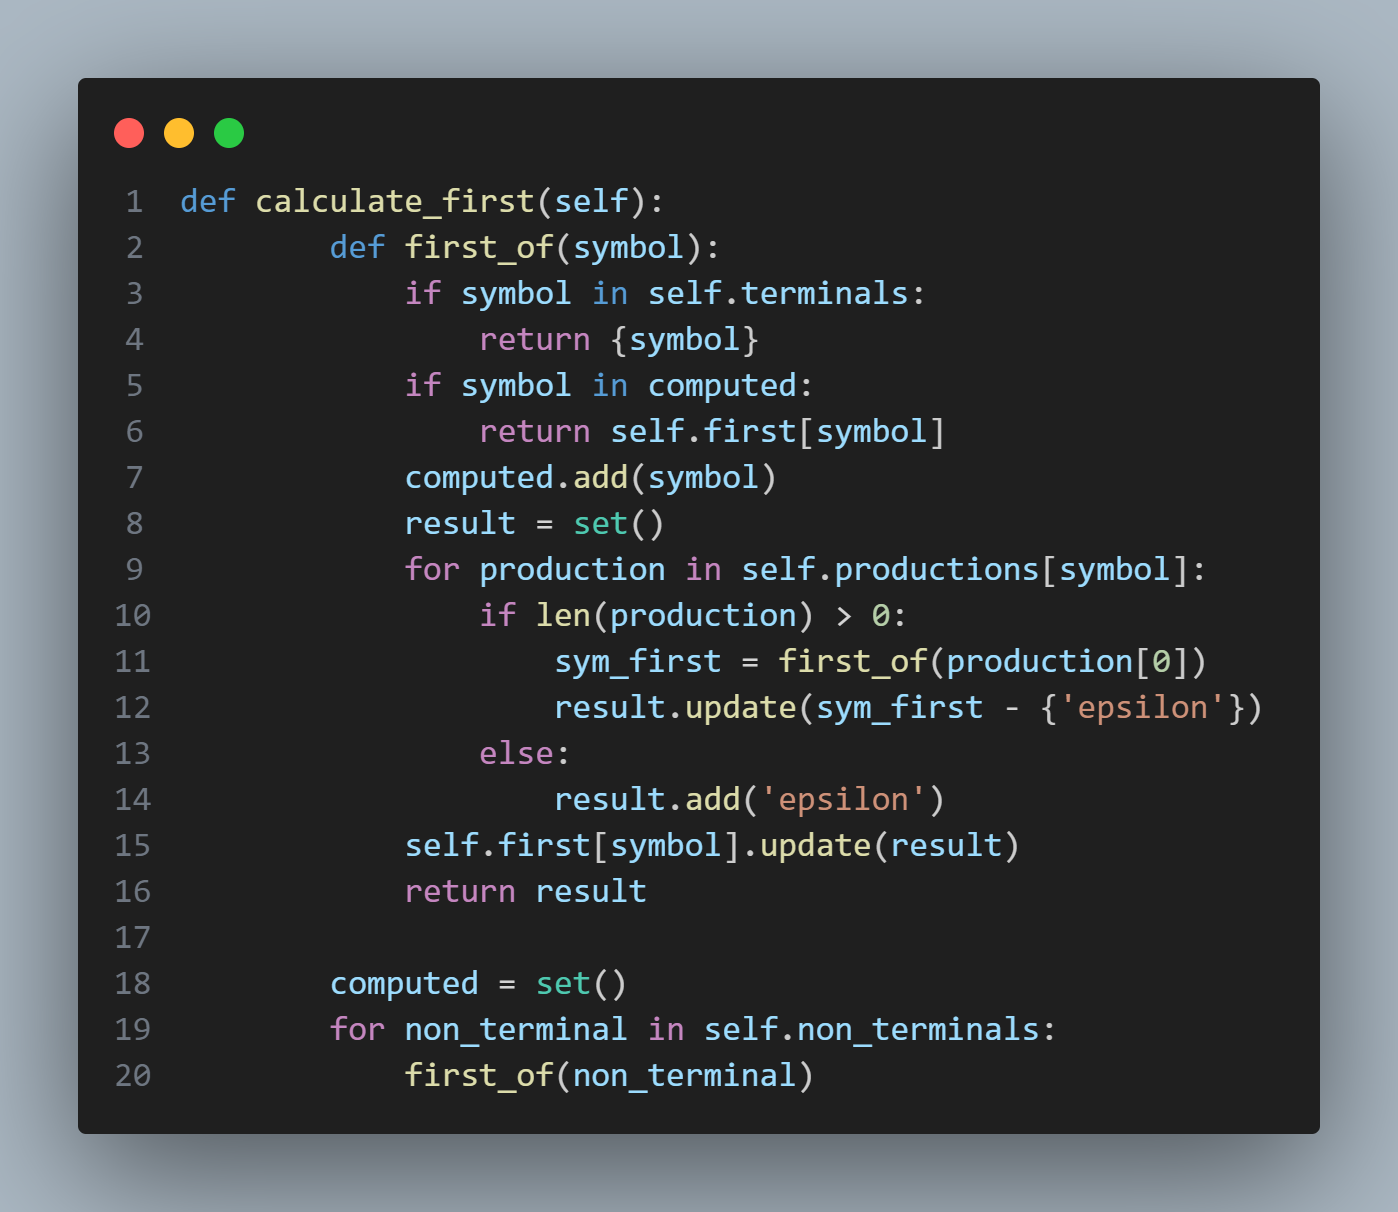 1 def calculate_first(self):
2         def first_of(symbol):
3             if symbol in self.terminals:
4                 return {symbol}
5             if symbol in computed:
6                 return self.first[symbol]
7             computed.add(symbol)
8             result = set()
9             for production in self.productions[symbol]:
10                 if len(production) > 0:
11                     sym_first = first_of(production[0])
12                     result.update(sym_first - {'epsilon'})
13                 else:
14                     result.add('epsilon')
15             self.first[symbol].update(result)
16             return result
17
18         computed = set()
19         for non_terminal in self.non_terminals:
20             first_of(non_terminal)